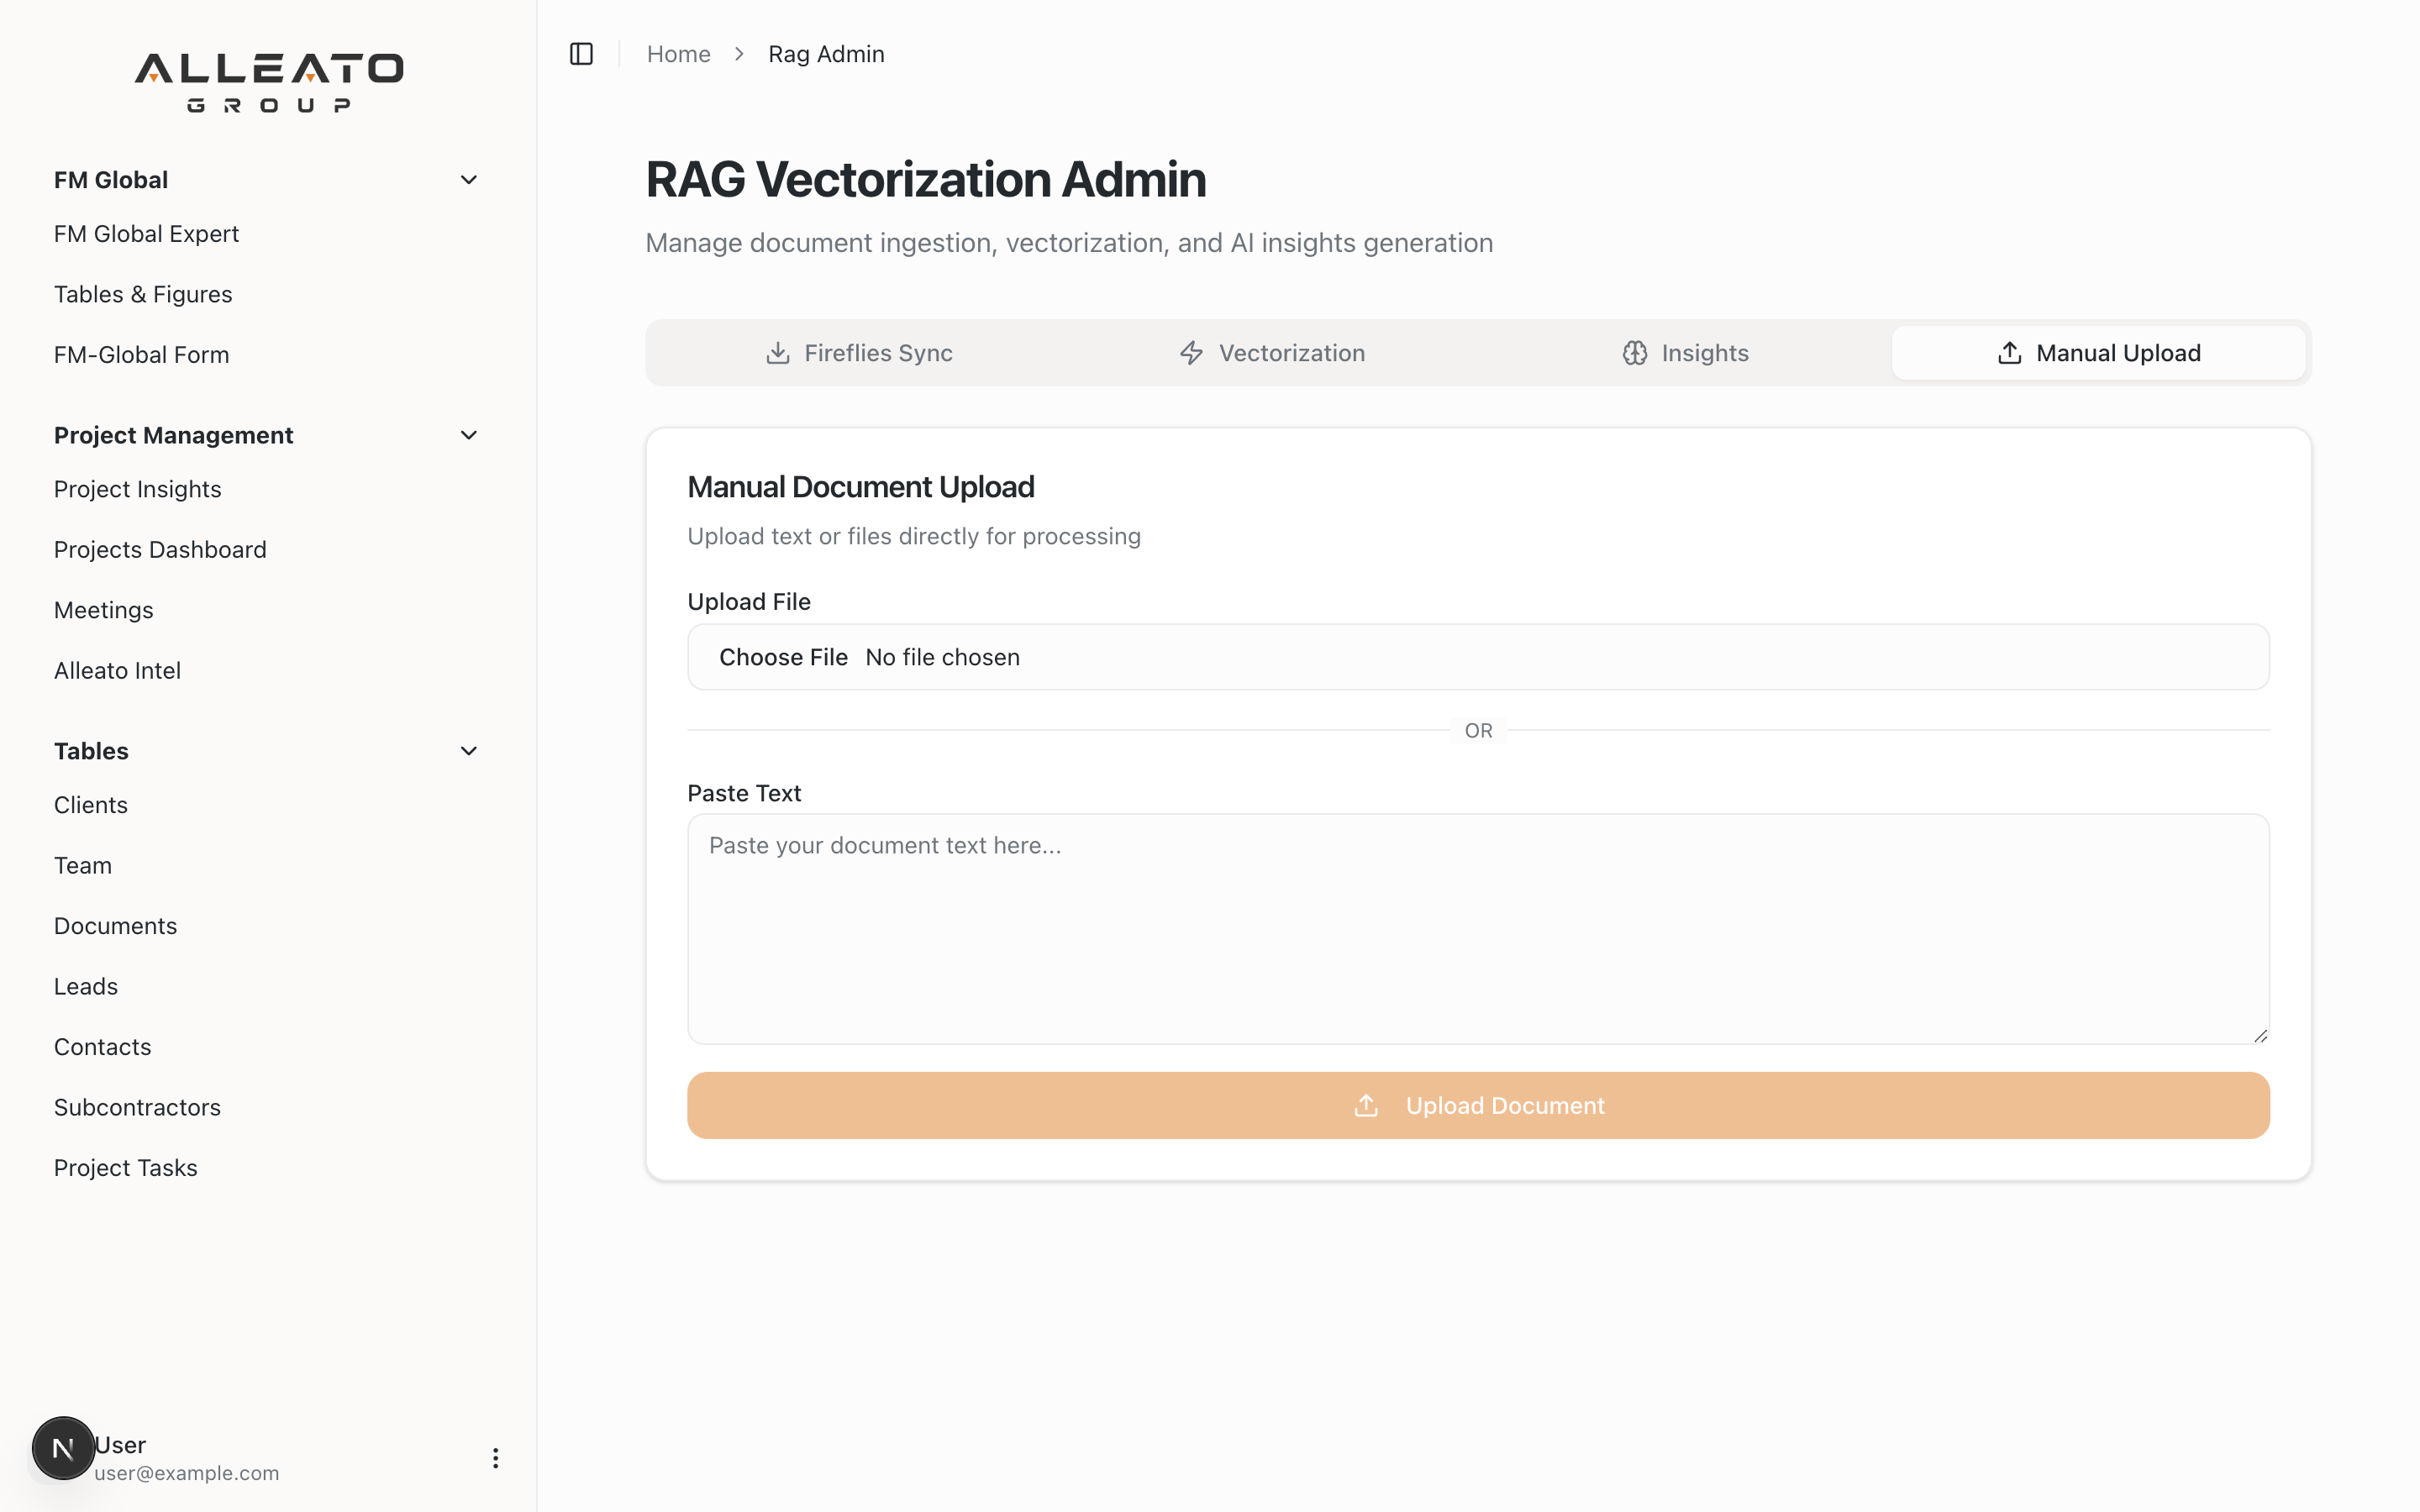 ALLEATO
GROUP
FM Global
FM Global Expert
Tables & Figures
FM-Global Form
Project Management
Project Insights
Projects Dashboard
Meetings
Alleato Intel
Tables
Clients
Team
Documents
Leads
Contacts
Subcontractors
Project Tasks
N
User
user@example.com
Home
Rag Admin
RAG Vectorization Admin
Manage document ingestion, vectorization, and AI insights generation
Fireflies Sync
Vectorization
Insights
Manual Upload
Manual Document Upload
Upload text or files directly for processing
Upload File
Choose File No file chosen
OR
Paste Text
Paste your document text here...
Upload Document